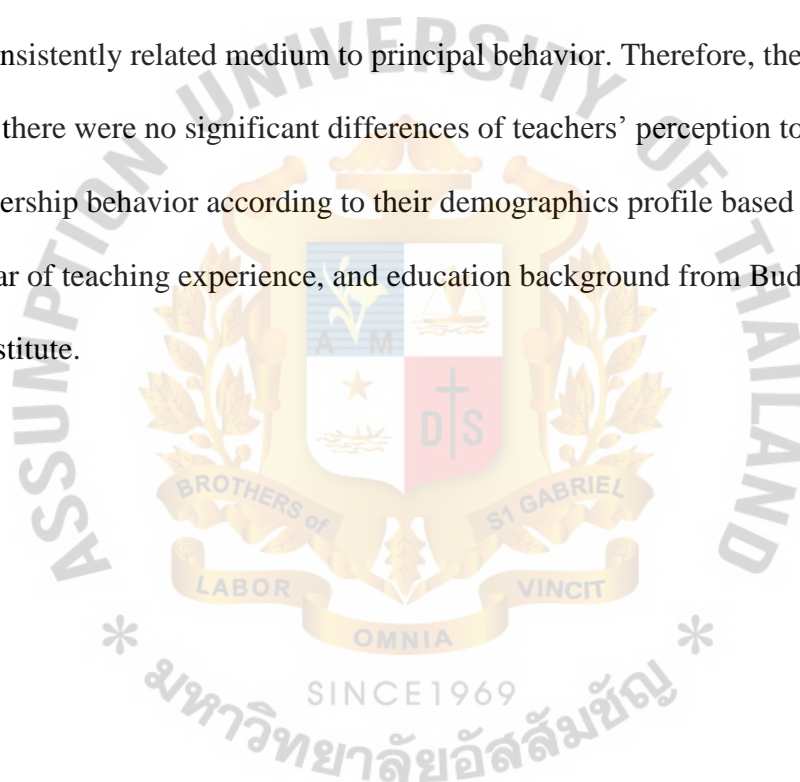 nsistently related medium to principal behavior. Therefore, the
there were no significant differences of teachers' perception to
ership behavior according to their demographics profile based
ar of teaching experience, and education background from Bud
stitute.
ASSUMPTION UNIVERSITY OF THAILAND
A M
D S
BROTHERS of ST GABRIEL
LABOR
VINCIT
OMNIA
SINCE 1969
* มหาวิทยาลัยอัสสัมชัญ *